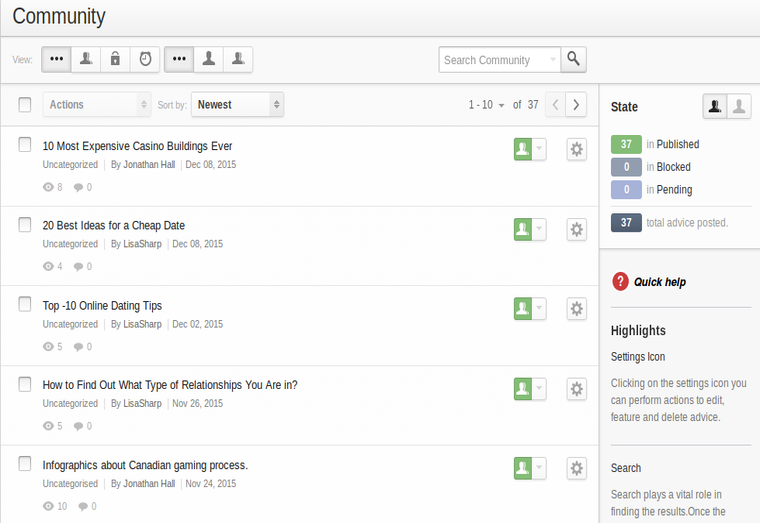 Community
View:
Search Community
Actions
Sort by:
Newest
1 - 10 of 37
10 Most Expensive Casino Buildings Ever
Uncategorized | By Jonathan Hall | Dec 08, 2015
8 0
20 Best Ideas for a Cheap Date
Uncategorized | By LisaSharp | Dec 08, 2015
4 0
Top -10 Online Dating Tips
Uncategorized | By LisaSharp | Dec 02, 2015
5 0
How to Find Out What Type of Relationships You Are in?
Uncategorized | By LisaSharp | Nov 26, 2015
5 0
Infographics about Canadian gaming process.
Uncategorised | By Jonathan Hall | Nov 24, 2015
10 0
State
37 in Published
0 in Blocked
0 in Pending
37 total advice posted.
? Quick help
Highlights
Settings Icon
Clicking on the settings icon you
can perform actions to edit,
feature and delete advice.
Search
Search plays a vital role in
finding the results.Once the